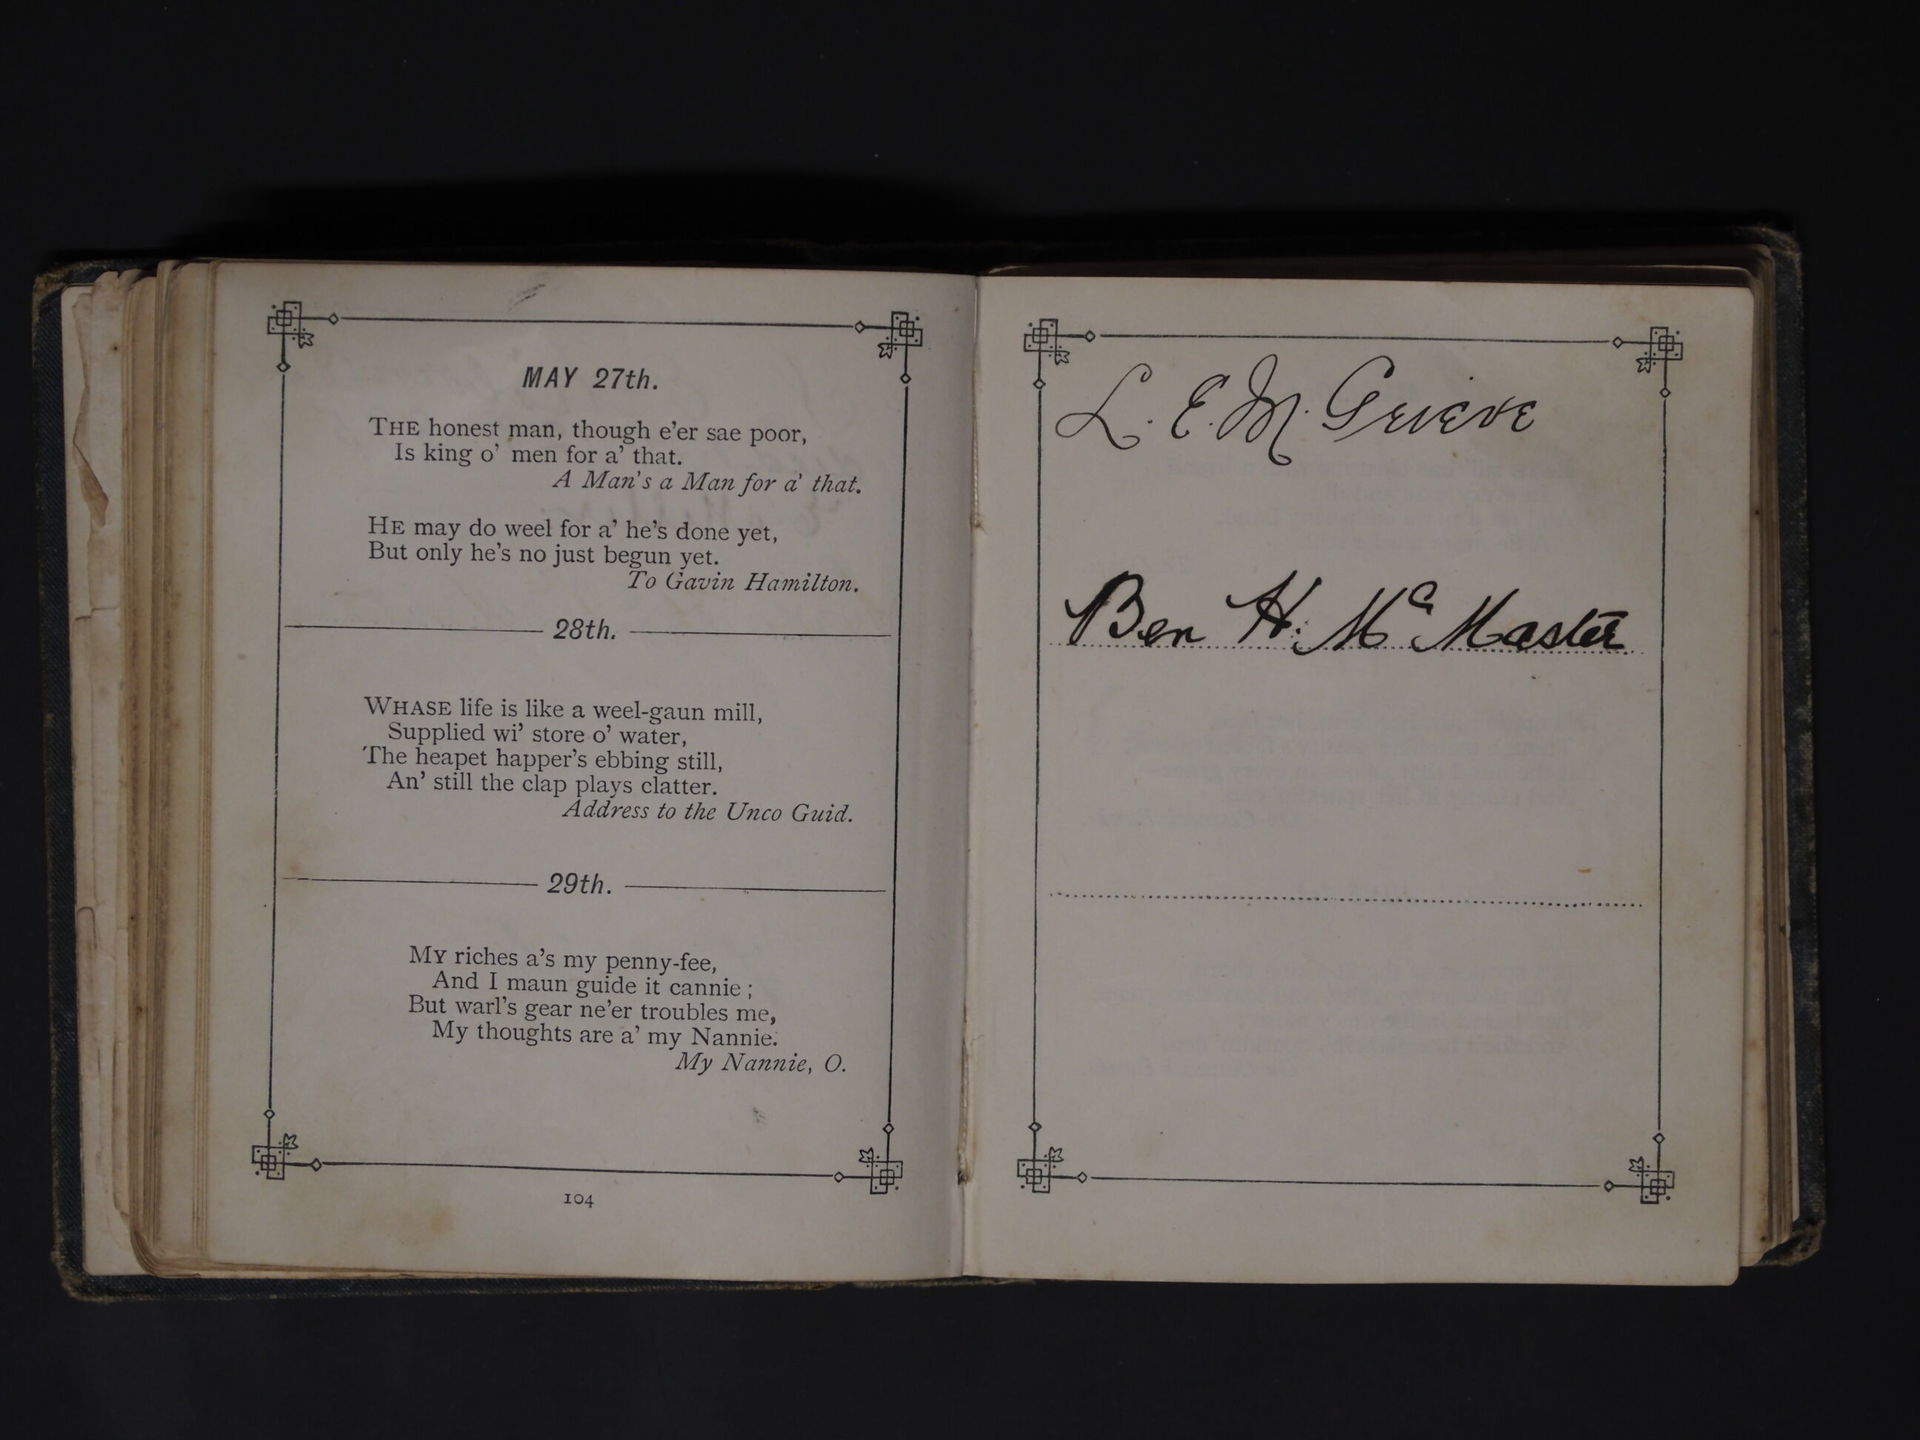 MAY 27th.
THE honest man, though e'er sae poor,
Is king o' men for a' that.
A Man's a Man for a' that.
HE may do weel for a' he's done yet,
But only he's no just begun yet.
To Gavin Hamilton.
28th.
WHASE life is like a weel-gaun mill,
Supplied wi' store o' water,
The heapet happer's ebbing still,
An' still the clap plays clatter.
Address to the Unco Guid.
29th.
MY riches a's my penny-fee,
And I maun guide it cannie;
But warl's gear ne'er troubles me,
My thoughts are a' my Nannie.
My Nannie, O.
104
L. E. M. Grieve
Ben H. Mc Master